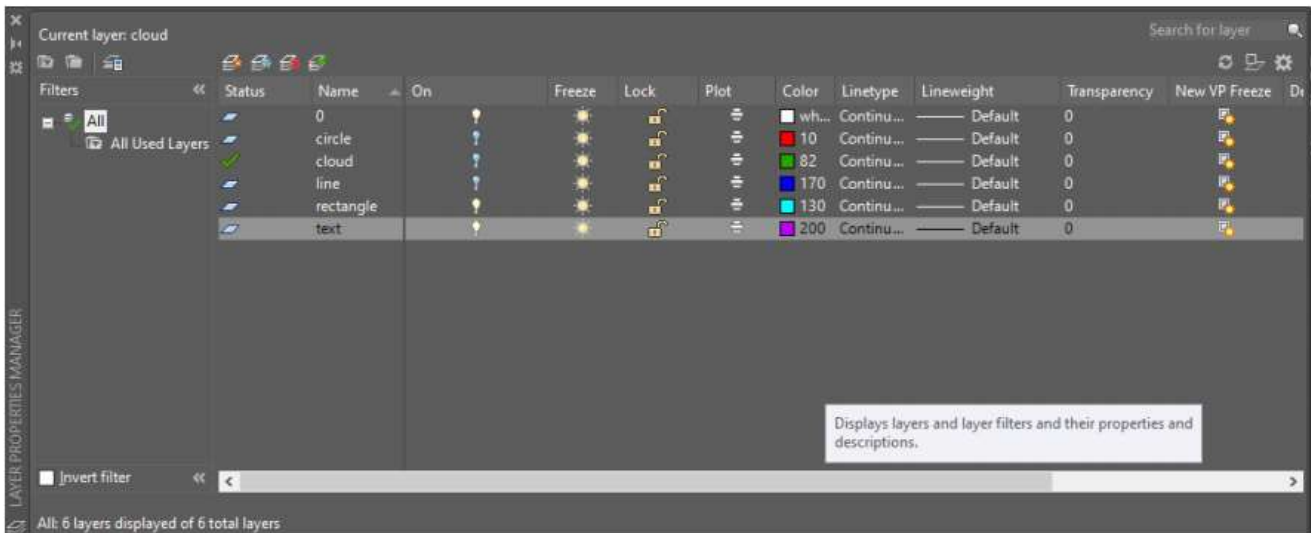 Current layer: cloud
Search for layer
Filters « Status Name On Freeze Lock Plot Color Linetype Lineweight Transparency New VP Freeze De
All
All Used Layers
0 wh... Continu... Default 0
circle 10 Continu... Default 0
cloud 82 Continu... Default 0
line 170 Continu... Default 0
rectangle 130 Continu... Default 0
text 200 Continu... Default 0
Displays layers and layer filters and their properties and
descriptions.
Invert filter «
All: 6 layers displayed of 6 total layers
LAYER PROPERTIES MANAGER